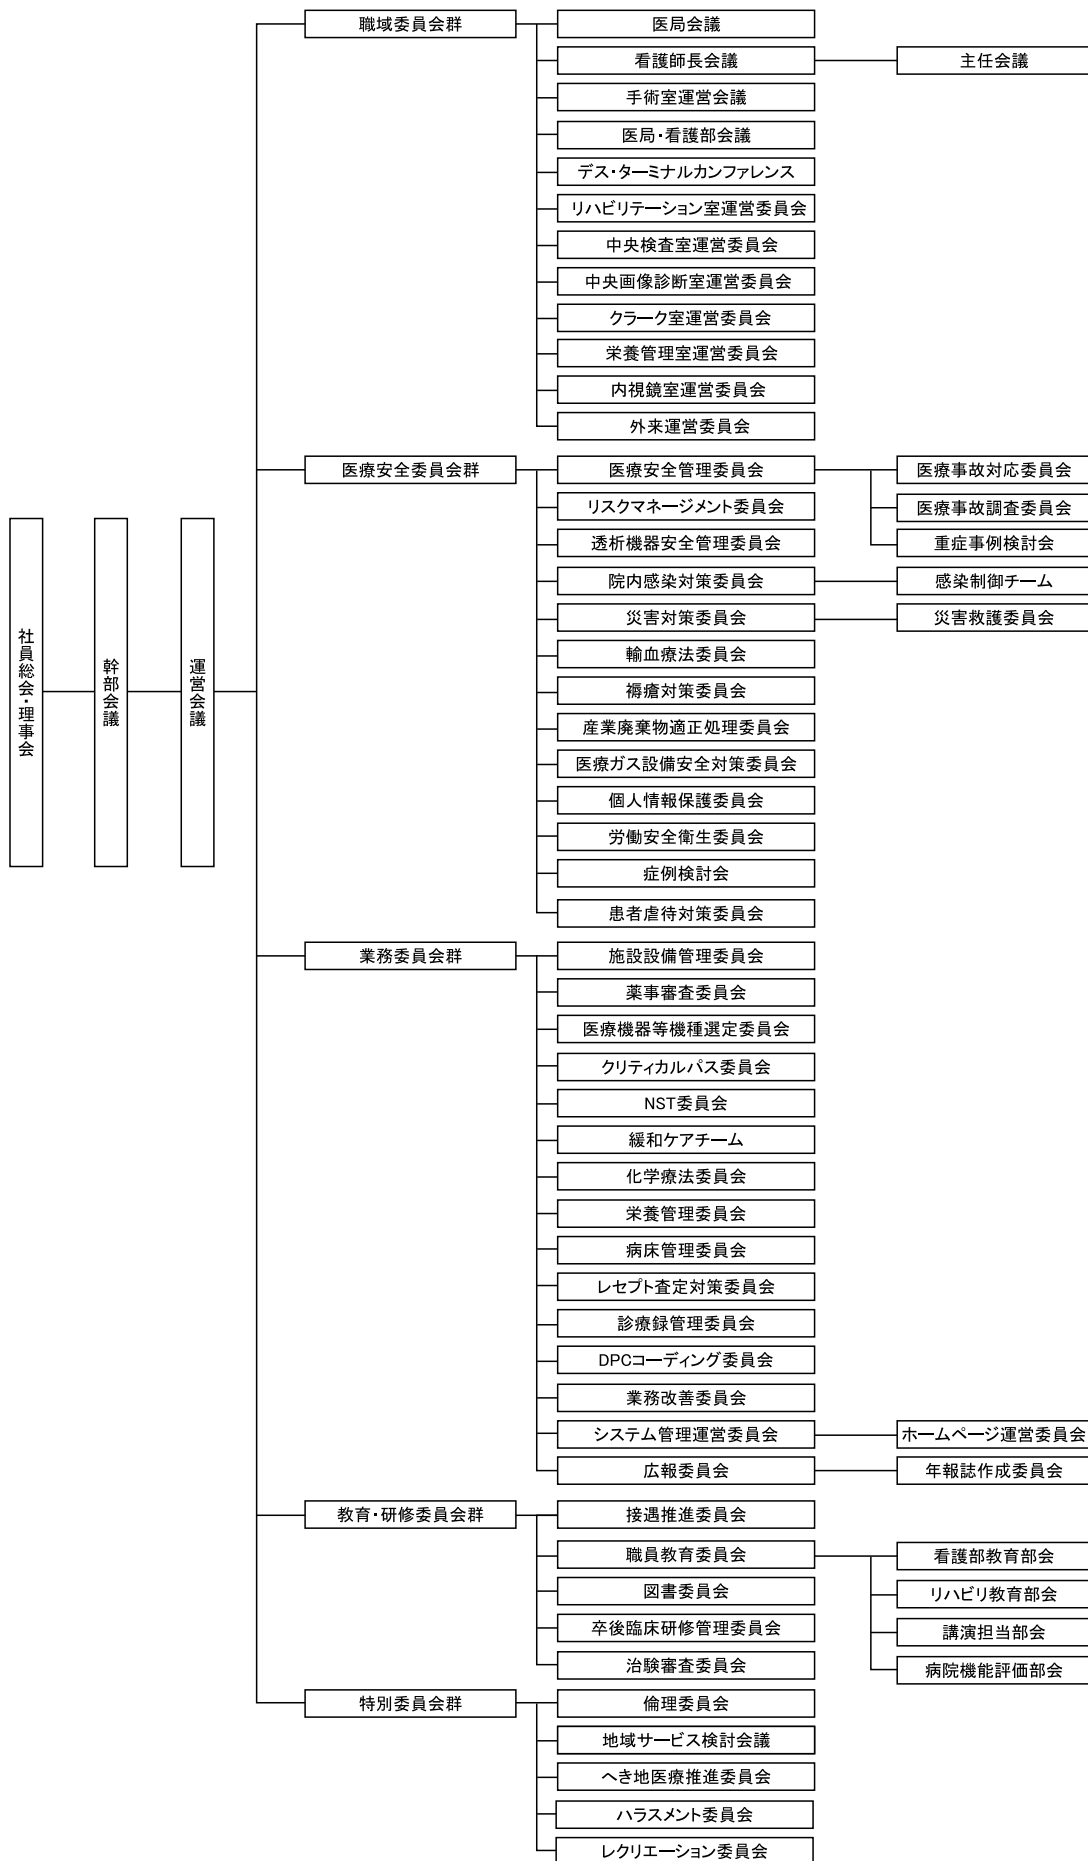 社員総会・理事会
幹部会議
運営会議
職域委員会群
医局会議
看護師長会議
主任会議
手術室運営会議
医局・看護部会議
デス・ターミナルカンファレンス
リハビリテーション室運営委員会
中央検査室運営委員会
中央画像診断室運営委員会
クラーク室運営委員会
栄養管理室運営委員会
内視鏡室運営委員会
外来運営委員会
医療安全委員会群
医療安全管理委員会
医療事故対応委員会
医療事故調査委員会
重症事例検討会
リスクマネージメント委員会
透析機器安全管理委員会
院内感染対策委員会
感染制御チーム
災害対策委員会
災害救護委員会
輸血療法委員会
褥瘡対策委員会
産業廃棄物適正処理委員会
医療ガス設備安全対策委員会
個人情報保護委員会
労働安全衛生委員会
症例検討会
患者虐待対策委員会
業務委員会群
施設設備管理委員会
薬事審査委員会
医療機器等機種選定委員会
クリティカルパス委員会
NST委員会
緩和ケアチーム
化学療法委員会
栄養管理委員会
病床管理委員会
レセプト査定対策委員会
診療録管理委員会
DPCコーディング委員会
業務改善委員会
システム管理運営委員会
ホームページ運営委員会
広報委員会
年報誌作成委員会
教育・研修委員会群
接遇推進委員会
職員教育委員会
看護部教育部会
リハビリ教育部会
講演担当部会
病院機能評価部会
図書委員会
卒後臨床研修管理委員会
治験審査委員会
特別委員会群
倫理委員会
地域サービス検討会議
へき地医療推進委員会
ハラスメント委員会
レクリエーション委員会